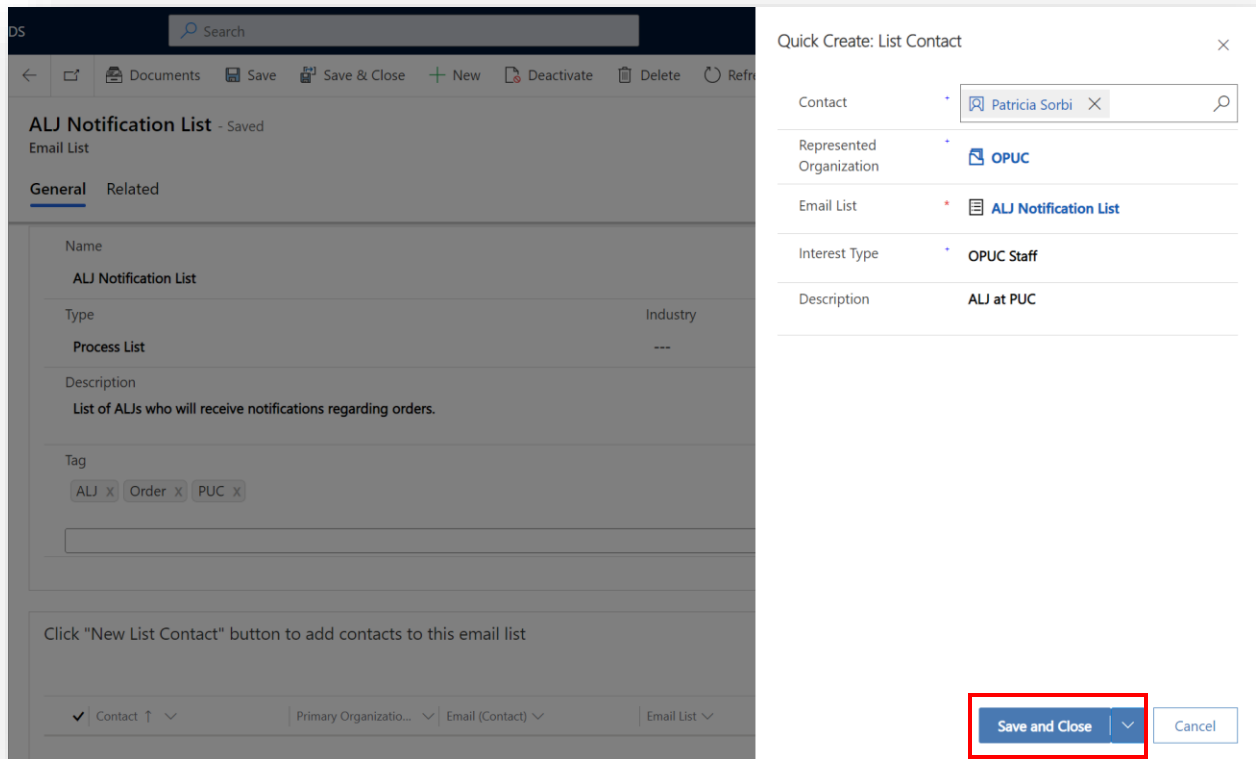 DS
Search
Documents Save Save & Close New Deactivate Delete Refre
ALJ Notification List - Saved
Email List
General Related
Name
ALJ Notification List
Type Industry
Process List ---
Description
List of ALJs who will receive notifications regarding orders.
Tag
ALJ X Order X PUC X
Click "New List Contact" button to add contacts to this email list
Contact ↑ Primary Organizatio... Email (Contact) Email List
Quick Create: List Contact
Contact + Patricia Sorbi
Represented
Organization + OPUC
Email List * ALJ Notification List
Interest Type + OPUC Staff
Description ALJ at PUC
Save and Close Cancel